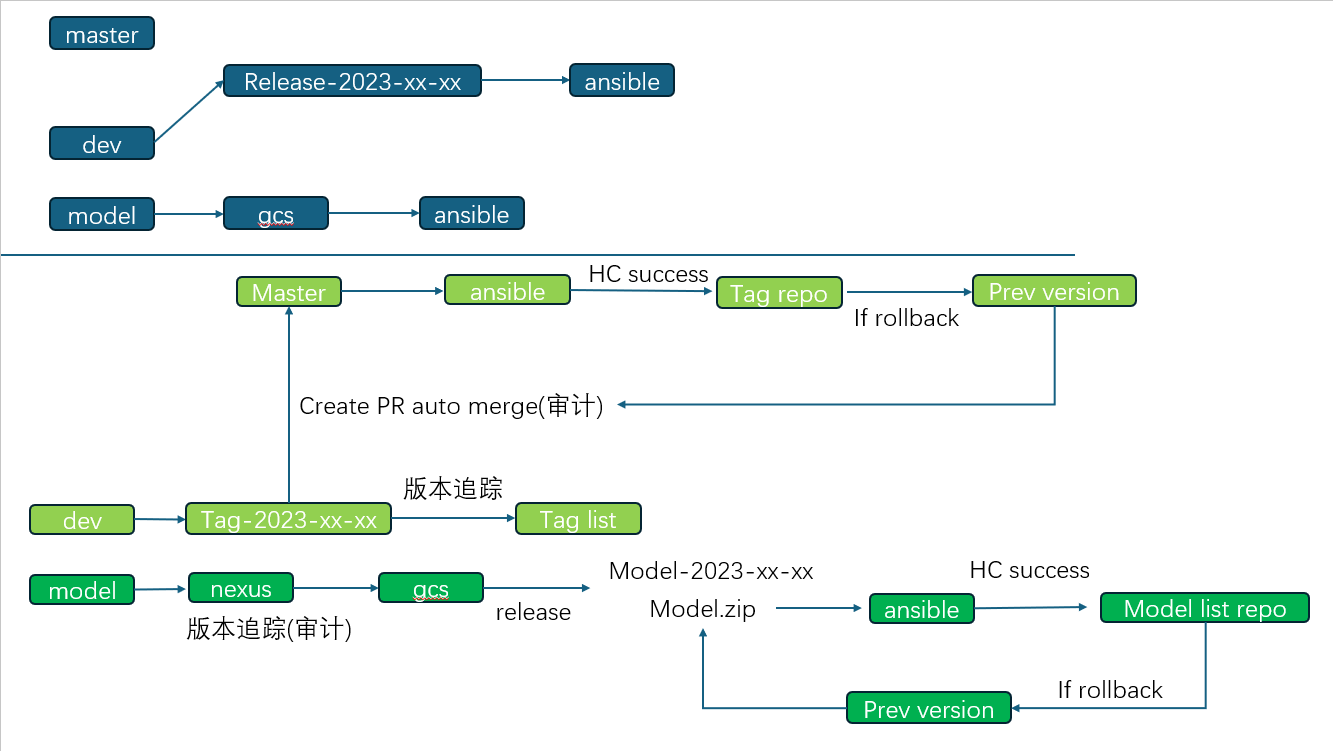 master
Release-2023-xx-xx
ansible
dev
model
gcs
ansible
HC success
Master
ansible
Tag repo
Prev version
If rollback
Create PR auto merge(审计)
版本追踪
dev
Tag-2023-xx-xx
Tag list
model
nexus
gcs
release
版本追踪(审计)
Model-2023-xx-xx
Model.zip
HC success
ansible
Model list repo
If rollback
Prev version